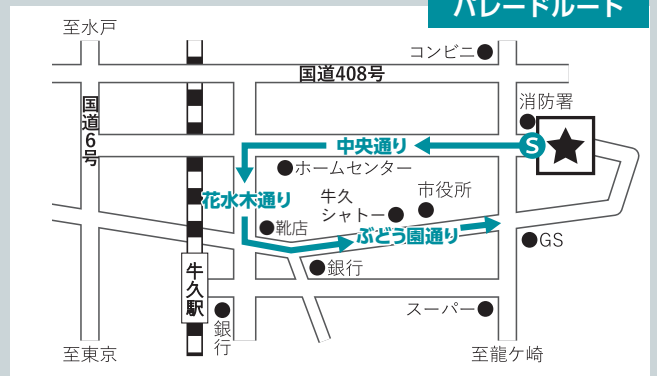 パレードルート
至水戸
コンビニ
国道408号
国道6号
消防署
中央通り
S
ホームセンター
花水木通り
牛久
シャトー
市役所
靴店
ぶどう園通り
GS
銀行
牛久駅
スーパー
銀行
至東京
至龍ケ崎